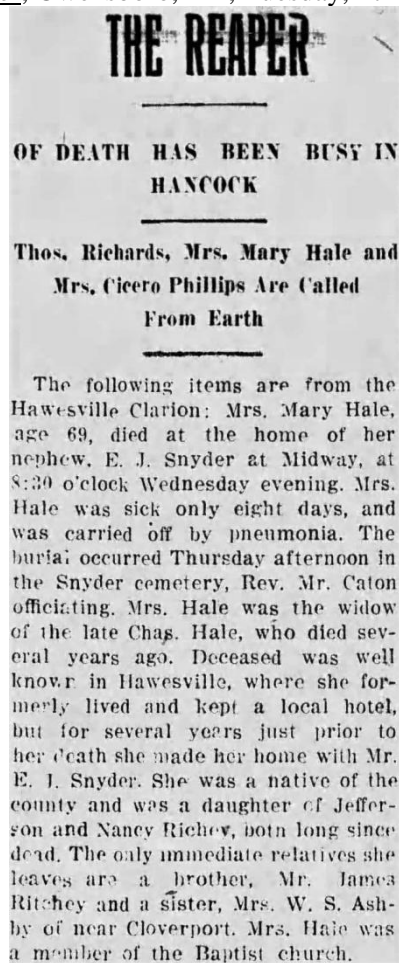 THE REAPER
OF DEATH HAS BEEN BUSY IN
HANCOCK
Thos. Richards, Mrs. Mary Hale and
Mrs. Cicero Phillips Are Called
From Earth
The following items are from the
Hawesville Clarion: Mrs. Mary Hale,
age 69, died at the home of her
nephew, E. J. Snyder at Midway, at
8:30 o'clock Wednesday evening. Mrs.
Hale was sick only eight days, and
was carried off by pneumonia. The
burial occurred Thursday afternoon in
the Snyder cemetery, Rev. Mr. Caton
officiating. Mrs. Hale was the widow
of the late Chas. Hale, who died sev-
eral years ago. Deceased was well
known in Hawesville, where she for-
merly lived and kept a local hotel,
but for several years just prior to
her death she made her home with Mr.
E. J. Snyder. She was a native of the
county and was a daughter of Jeffer-
son and Nancy Richey, both long since
dead. The only immediate relatives she
leaves are a brother, Mr. James
Ritchey and a sister, Mrs. W. S. Ash-
by of near Cloverport. Mrs. Hale was
a member of the Baptist church.